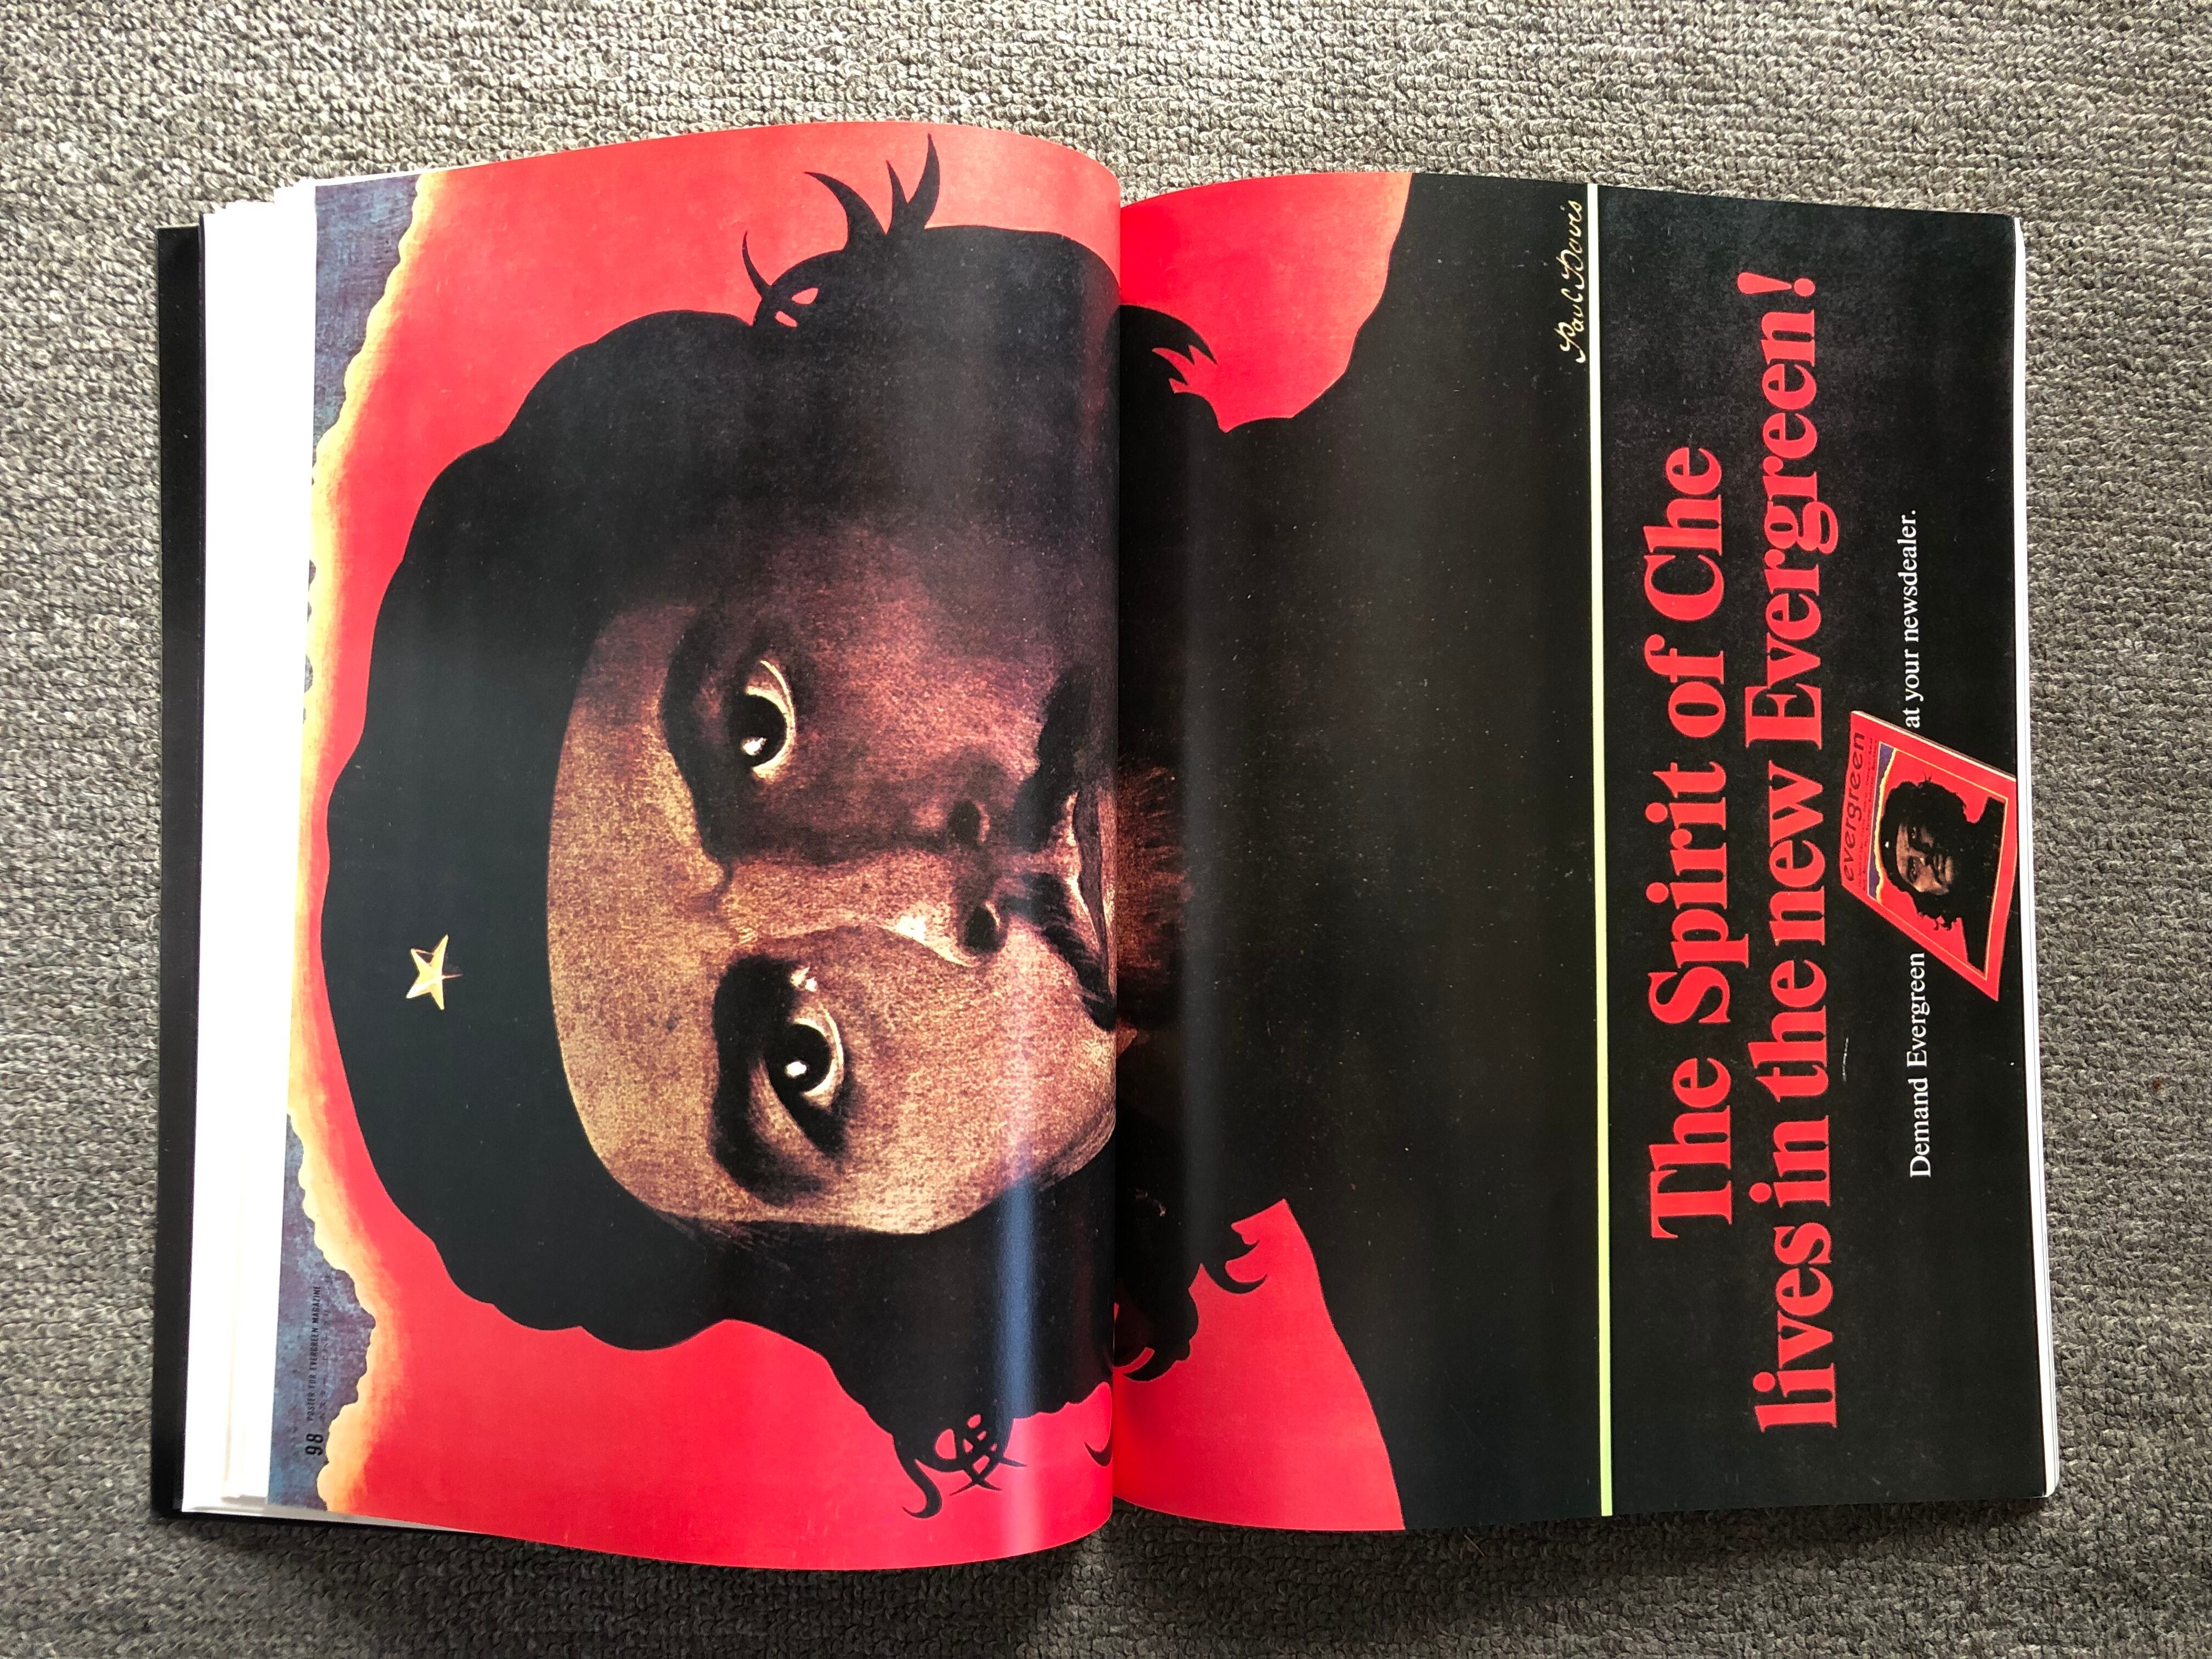 98 POSTER FOR EVERGREEN MAGAZINE
Paul Davis
The Spirit of Che
lives in the new Evergreen!
Demand Evergreen
evergreen
at your newsdealer.